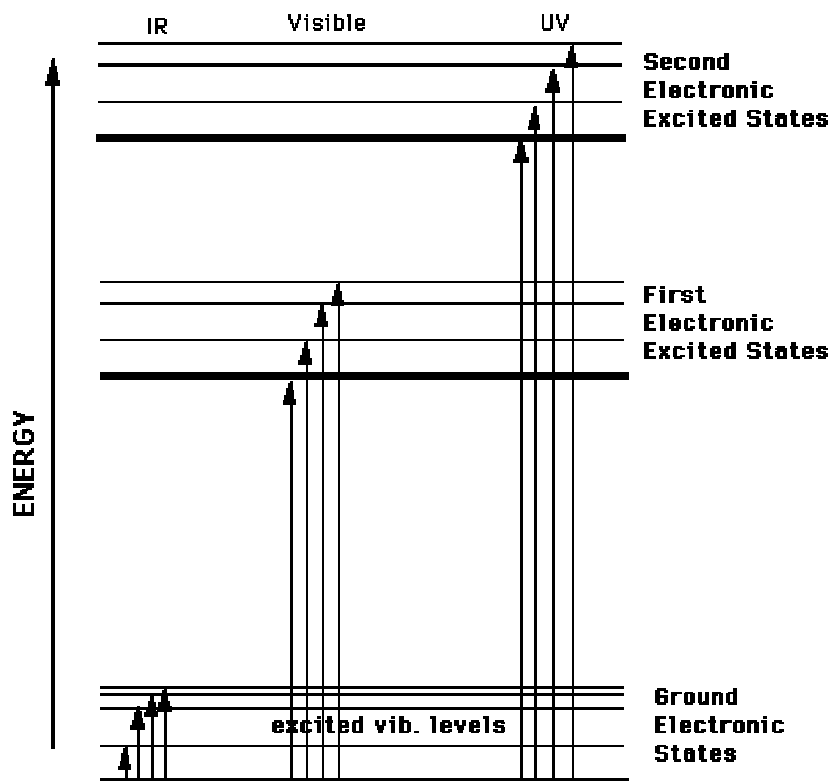 IR
Visible
UV
Second
Electronic
Excited States
First
Electronic
Excited States
ENERGY
Ground
Electronic
States
excited vib. levels